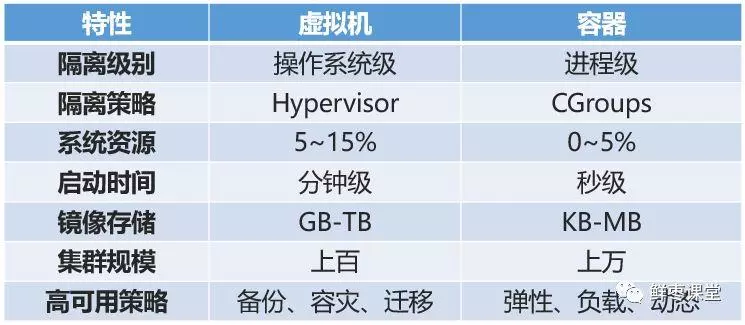 特性 虚拟机 容器
隔离级别 操作系统级 进程级
隔离策略 Hypervisor CGroups
系统资源 5~15% 0~5%
启动时间 分钟级 秒级
镜像存储 GB-TB KB-MB
集群规模 上百 上万
高可用策略 备份、容灾、迁移 弹性、负载、动态
鲜枣课堂